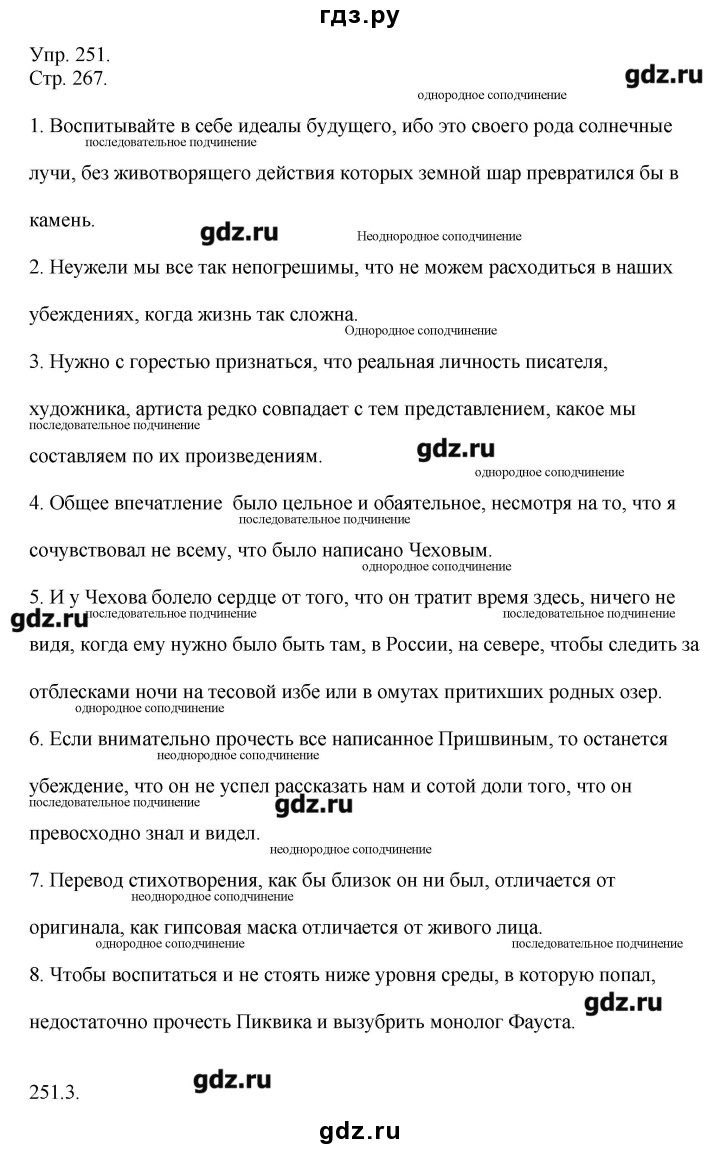 гдз.ру
Упр. 251.
Стр. 267.
gdz.ru
однородное соподчинение
1. Воспитывайте в себе идеалы будущего, ибо это своего рода солнечные
последовательное подчинение
лучи, без животворящего действия которых земной шар превратился бы в
камень.
gdz.ru
Неоднородное соподчинение
2. Неужели мы все так непогрешимы, что не можем расходиться в наших
убеждениях, когда жизнь так сложна.
Однородное соподчинение
3. Нужно с горестью признаться, что реальная личность писателя,
художника, артиста редко совпадает с тем представлением, какое мы
последовательное подчинение
составляем по их произведениям.
gdz.ru
однородное соподчинение
4. Общее впечатление было цельное и обаятельное, несмотря на то, что я
последовательное подчинение
сочувствовал не всему, что было написано Чеховым.
однородное соподчинение
5. И у Чехова болело сердце от того, что он тратит время здесь, ничего не
gdz.ru
последовательное подчинение последовательное подчинение
видя, когда ему нужно было быть там, в России, на севере, чтобы следить за
отблесками ночи на тесовой избе или в омутах притихших родных озер.
однородное соподчинение
6. Если внимательно прочесть все написанное Пришвиным, то останется
неоднородное соподчинение
убеждение, что он не успел рассказать нам и сотой доли того, что он
последовательное подчинение
gdz.ru
превосходно знал и видел.
неоднородное соподчинение
7. Перевод стихотворения, как бы близок он ни был, отличается от
неоднородное соподчинение
оригинала, как гипсовая маска отличается от живого лица.
однородное соподчинение последовательное подчинение
8. Чтобы воспитаться и не стоять ниже уровня среды, в которую попал,
gdz.ru
недостаточно прочесть Пиквика и вызубрить монолог Фауста.
gdz.ru
251.3.
gdz.ru